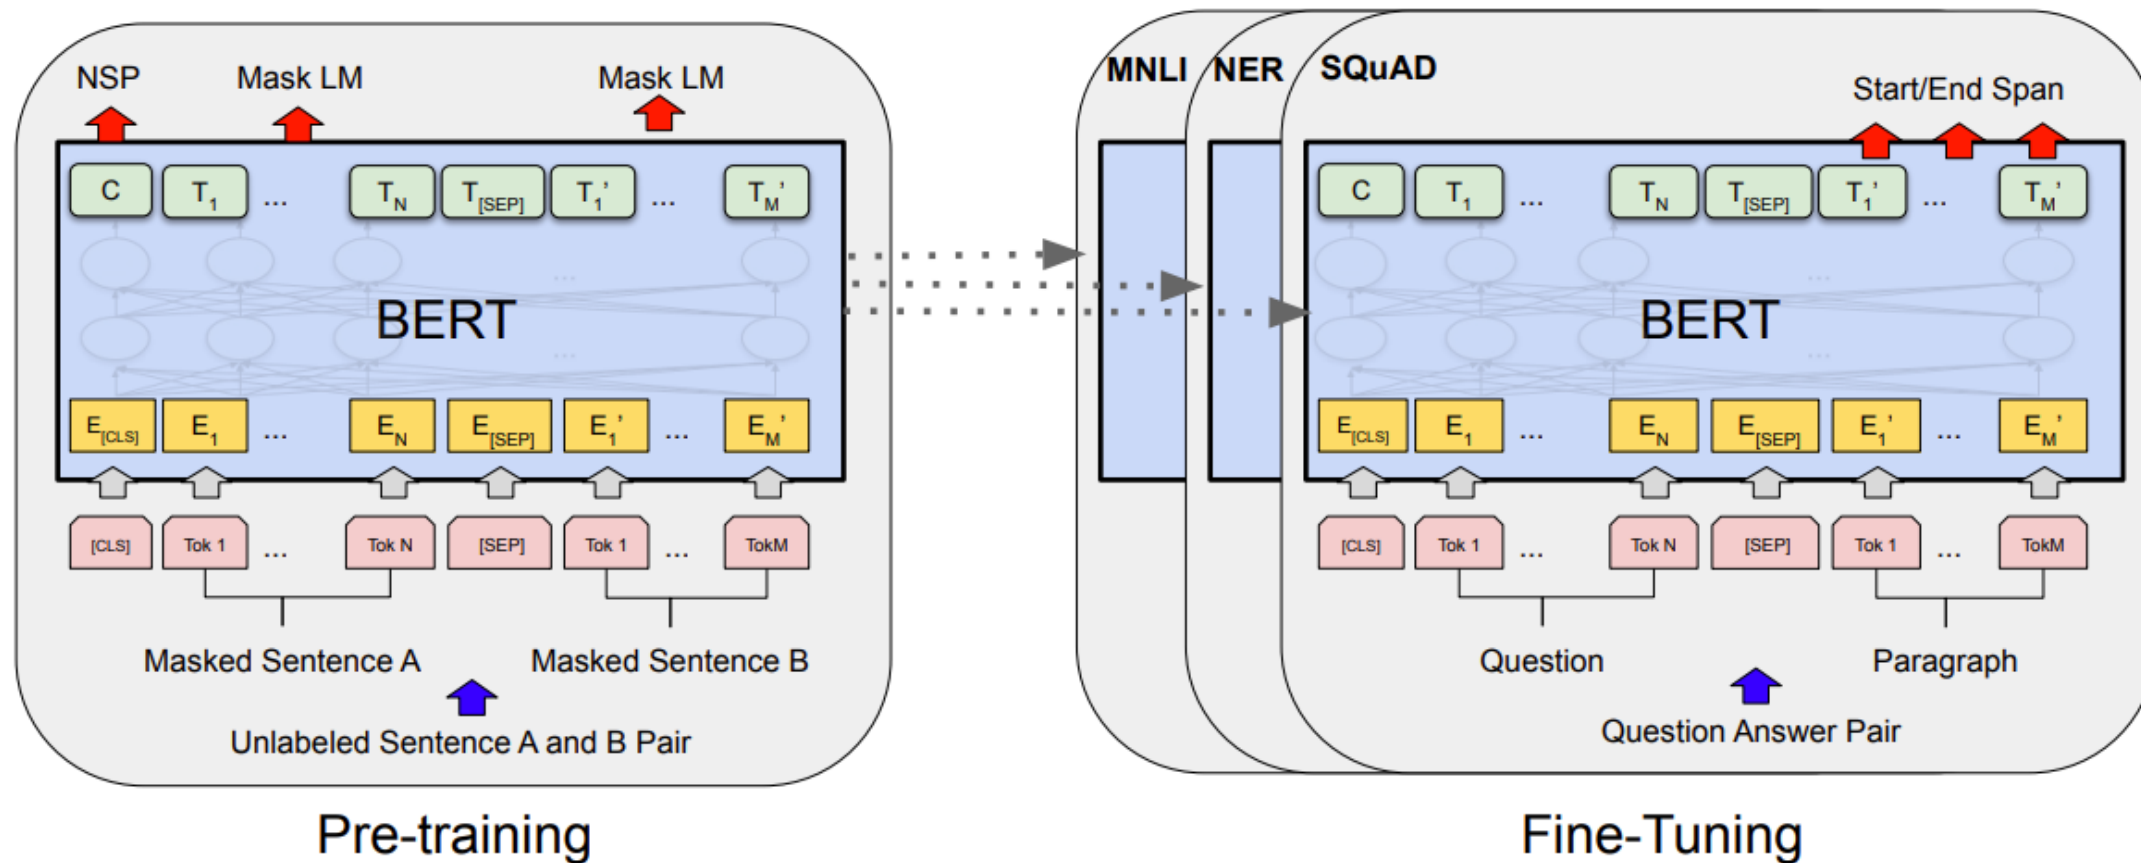 NSP Mask LM Mask LM
C T1 ... TN T[SEP] T1’ ... TM’
...
BERT
...
E[CLS] E1 ... EN E[SEP] E1’ ... EM’
[CLS] Tok 1 ... Tok N [SEP] Tok 1 ... TokM
Masked Sentence A Masked Sentence B
Unlabeled Sentence A and B Pair
Pre-training
MNLI NER SQuAD
Start/End Span
C T1 ... TN T[SEP] T1’ ... TM’
...
BERT
...
E[CLS] E1 ... EN E[SEP] E1’ ... EM’
[CLS] Tok 1 ... Tok N [SEP] Tok 1 ... TokM
Question Paragraph
Question Answer Pair
Fine-Tuning